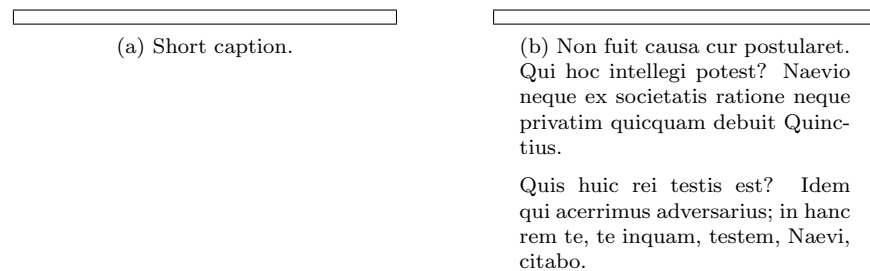 (a) Short caption.
(b) Non fuit causa cur postularet.
Qui hoc intellegi potest? Naevio
neque ex societatis ratione neque
privatim quicquam debuit Quinc-
tius.
Quis huic rei testis est? Idem
qui acerrimus adversarius; in hanc
rem te, te inquam, testem, Naevi,
citabo.